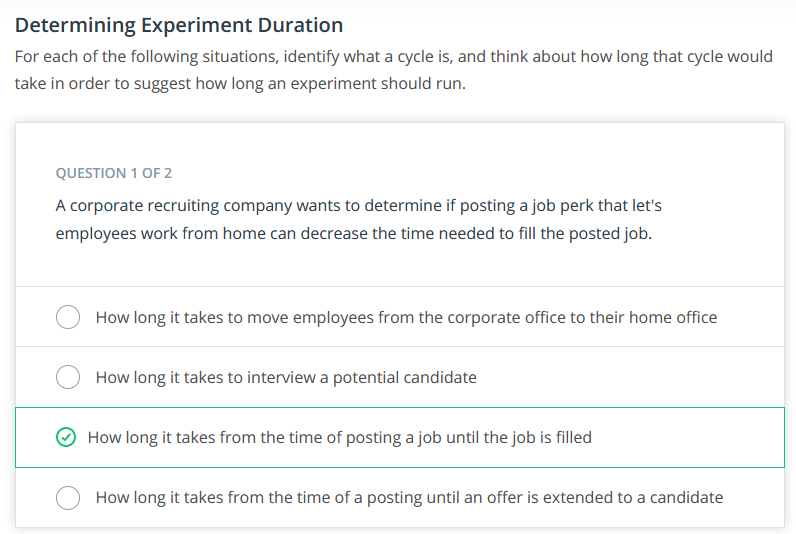 Determining Experiment Duration
For each of the following situations, identify what a cycle is, and think about how long that cycle would
take in order to suggest how long an experiment should run.
QUESTION 1 OF 2
A corporate recruiting company wants to determine if posting a job perk that let's
employees work from home can decrease the time needed to fill the posted job.
How long it takes to move employees from the corporate office to their home office
How long it takes to interview a potential candidate
How long it takes from the time of posting a job until the job is filled
How long it takes from the time of a posting until an offer is extended to a candidate